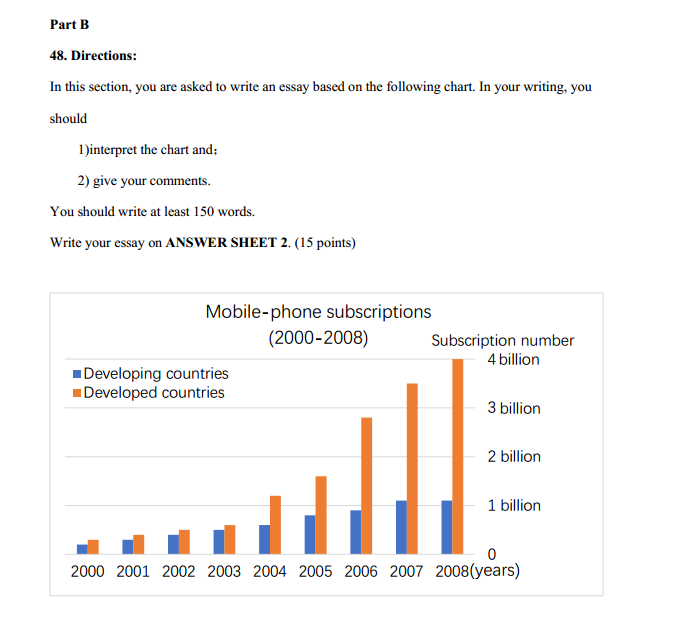 Part B
48. Directions:
In this section, you are asked to write an essay based on the following chart. In your writing, you
should
1)interpret the chart and;
2) give your comments.
You should write at least 150 words.
Write your essay on ANSWER SHEET 2. (15 points)
Mobile-phone subscriptions
(2000-2008)
Subscription number
4 billion
Developing countries
Developed countries
3 billion
2 billion
1 billion
0
2000 2001 2002 2003 2004 2005 2006 2007 2008(years)